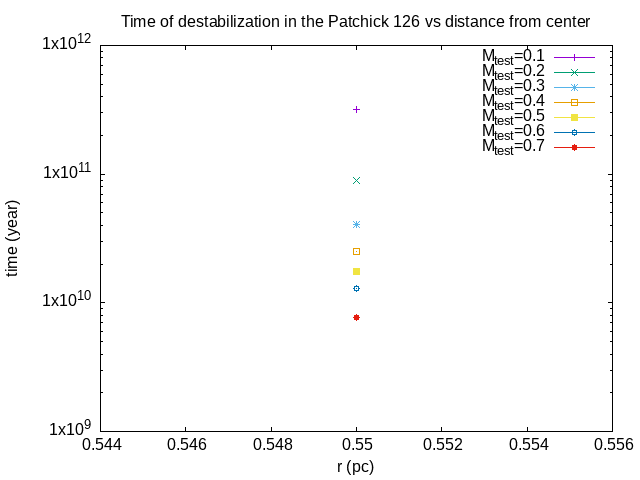 Time of destabilization in the Patchick 126 vs distance from center
1x10^12
1x10^11
1x10^10
1x10^9
time (year)
M_test=0.1
M_test=0.2
M_test=0.3
M_test=0.4
M_test=0.5
M_test=0.6
M_test=0.7
0.544 0.546 0.548 0.55 0.552 0.554 0.556
r (pc)